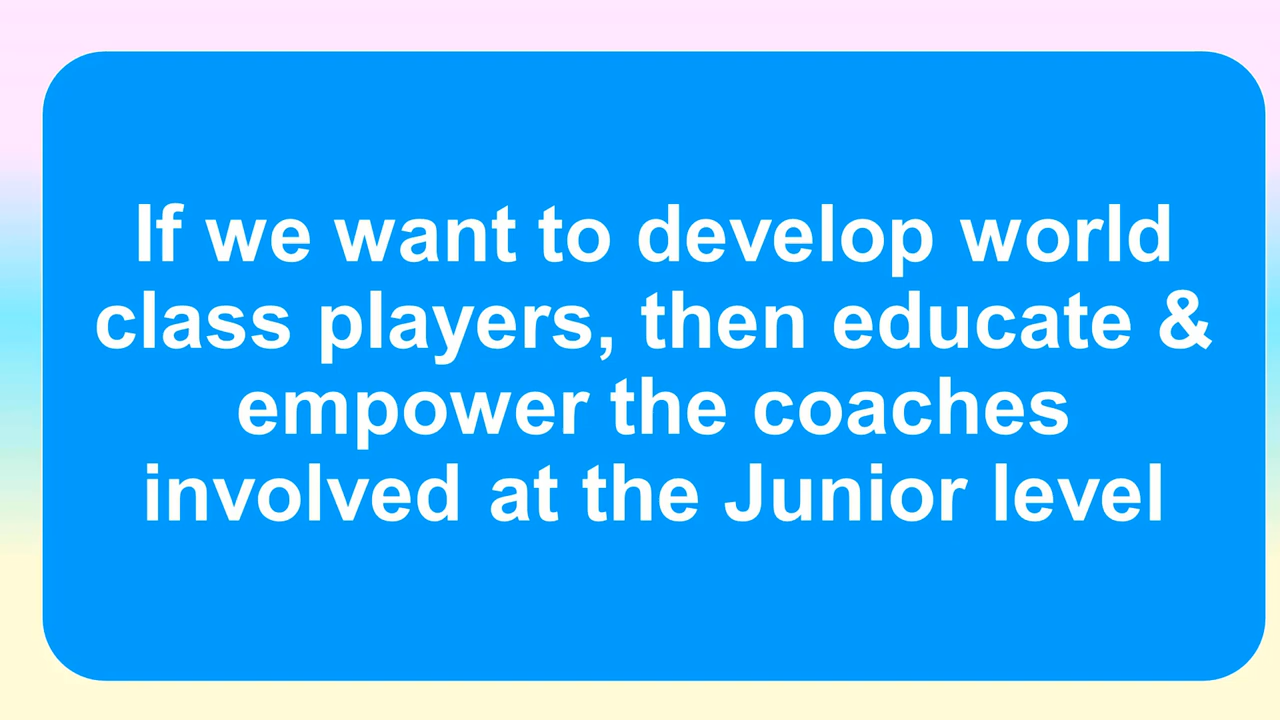 If we want to develop world
class players, then educate &
empower the coaches
involved at the Junior level